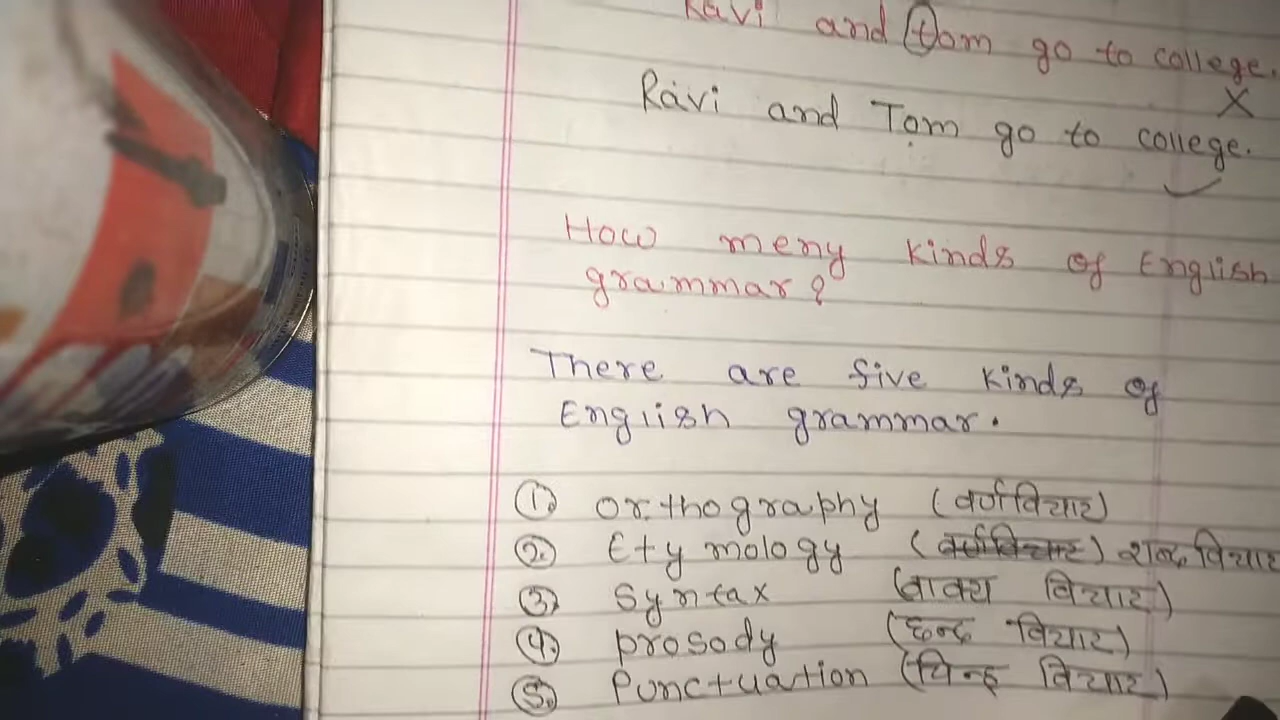 Ravi and tom go to college.
X
Ravi and Tom go to college.
How meny kinds of English
grammar?
There are five kinds of
English grammar.
1. orthography (वर्णविचार)
2. Etymology (वर्णविचार) शब्द विचार
3. Syntax (वाक्य विचार)
4. prosody (छन्द विचार)
5. Punctuation (चिन्ह विचार)